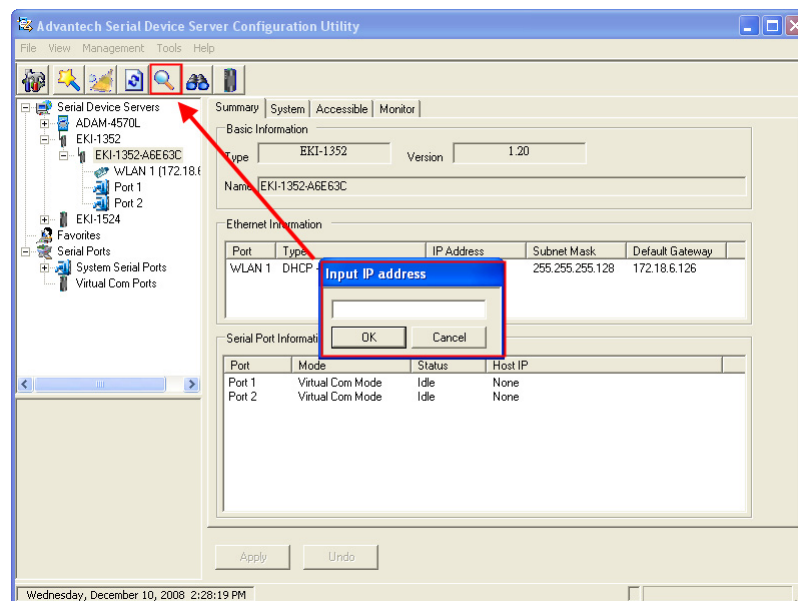 Advantech Serial Device Server Configuration Utility
File View Management Tools Help
Serial Device Servers
ADAM-4570L
EKI-1352
EKI-1352-A6E63C
WLAN 1 (172.18.6
Port 1
Port 2
EKI-1524
Favorites
Serial Ports
System Serial Ports
Virtual Com Ports
Summary System Accessible Monitor
Basic Information
Type EKI-1352 Version 1.20
Name EKI-1352-A6E63C
Ethernet Information
Port Type IP Address Subnet Mask Default Gateway
WLAN 1 DHCP 255.255.255.128 172.18.6.126
Input IP address
OK Cancel
Serial Port Informati
Port Mode Status Host IP
Port 1 Virtual Com Mode Idle None
Port 2 Virtual Com Mode Idle None
Apply Undo
Wednesday, December 10, 2008 2:28:19 PM